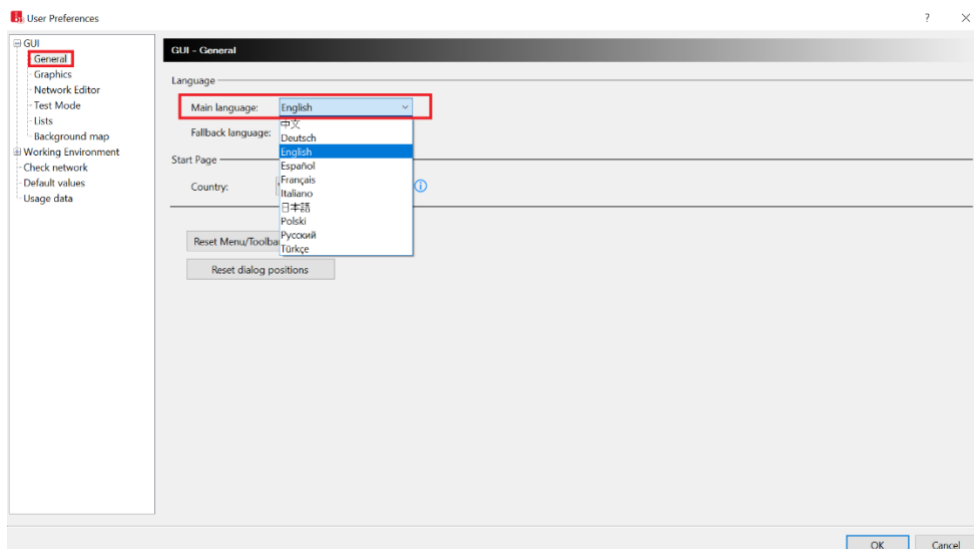 User Preferences
?
GUI
General
Graphics
Network Editor
Test Mode
Lists
Background map
Working Environment
Check network
Default values
Usage data
GUI - General
Language
Main language: English
Fallback language:
中文
Deutsch
English
Español
Français
Italiano
日本語
Polski
Русский
Türkçe
Start Page
Country:
Reset Menu/Toolba
Reset dialog positions
OK Cancel